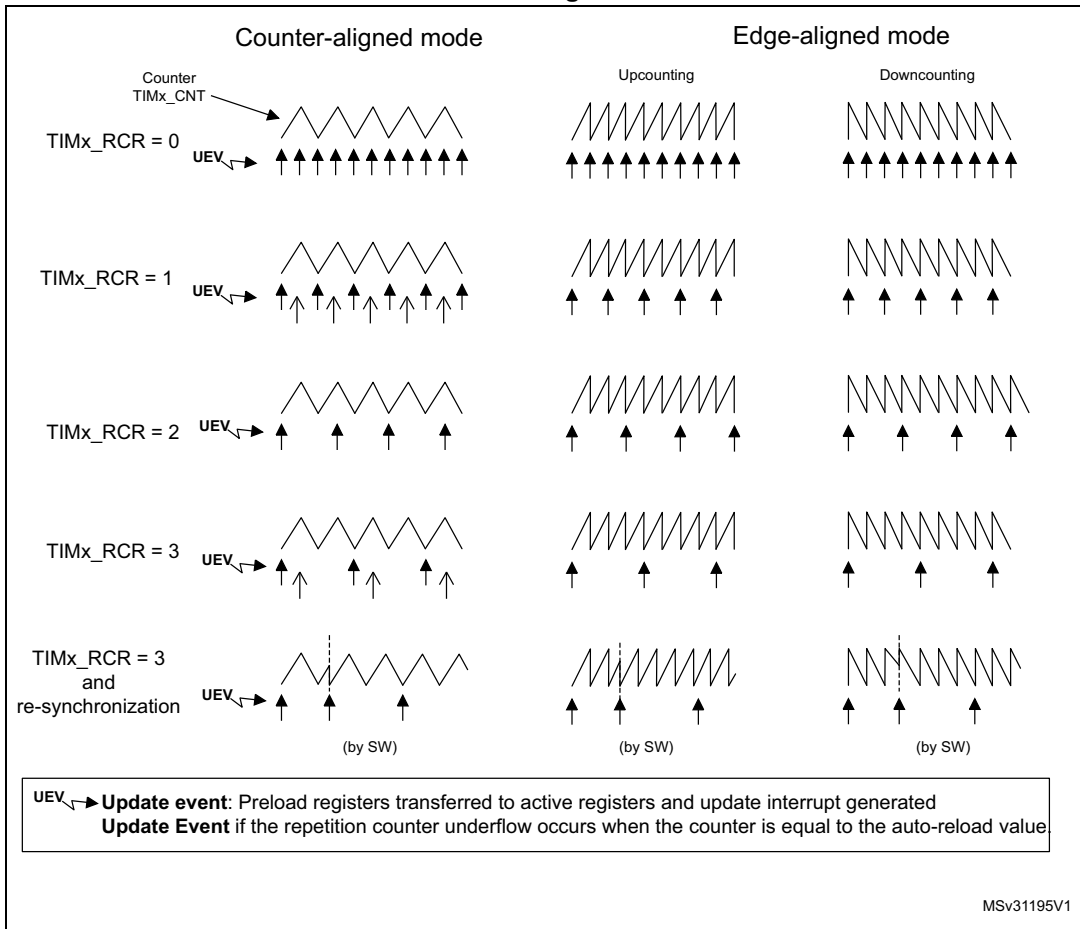 Counter-aligned mode
Edge-aligned mode
Counter
TIMx_CNT
Upcounting
Downcounting
TIMx_RCR = 0
UEV
TIMx_RCR = 1
UEV
TIMx_RCR = 2
UEV
TIMx_RCR = 3
UEV
TIMx_RCR = 3
and
re-synchronization
UEV
(by SW)
(by SW)
(by SW)
UEV Update event: Preload registers transferred to active registers and update interrupt generated
Update Event if the repetition counter underflow occurs when the counter is equal to the auto-reload value.
MSv31195V1